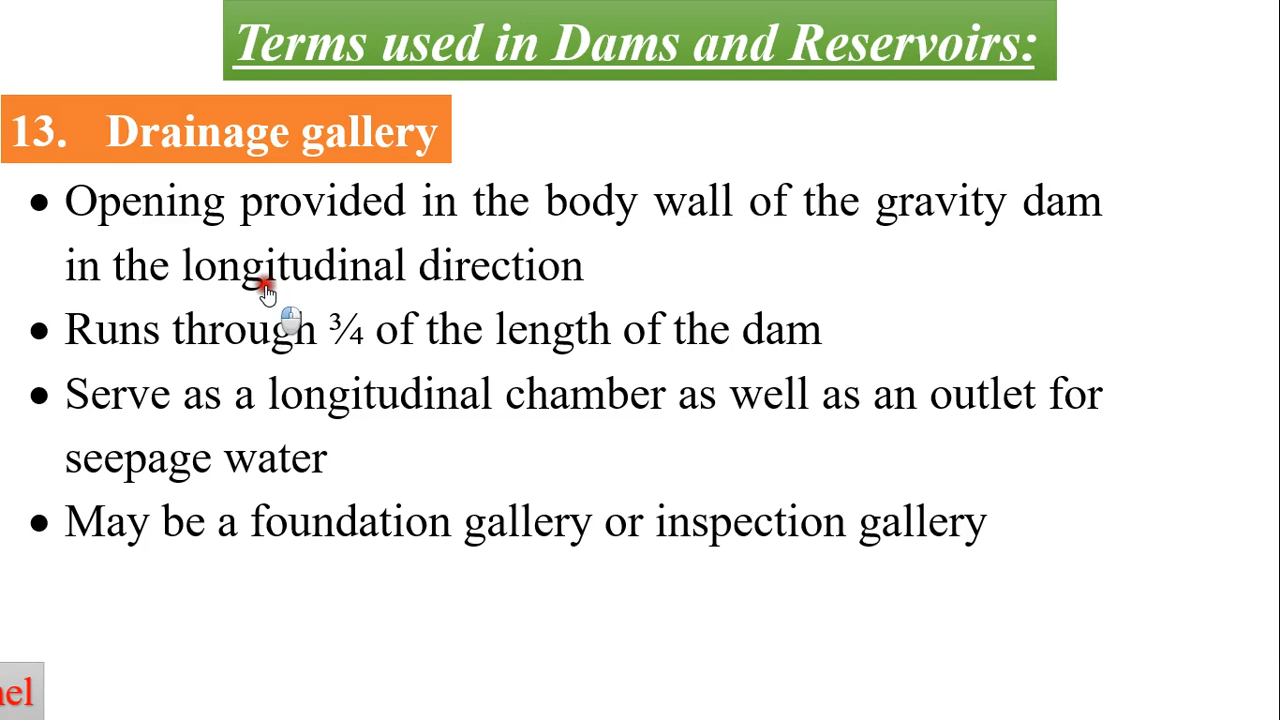 Terms used in Dams and Reservoirs:
13. Drainage gallery
• Opening provided in the body wall of the gravity dam
in the longitudinal direction
• Runs through ¾ of the length of the dam
• Serve as a longitudinal chamber as well as an outlet for
seepage water
• May be a foundation gallery or inspection gallery